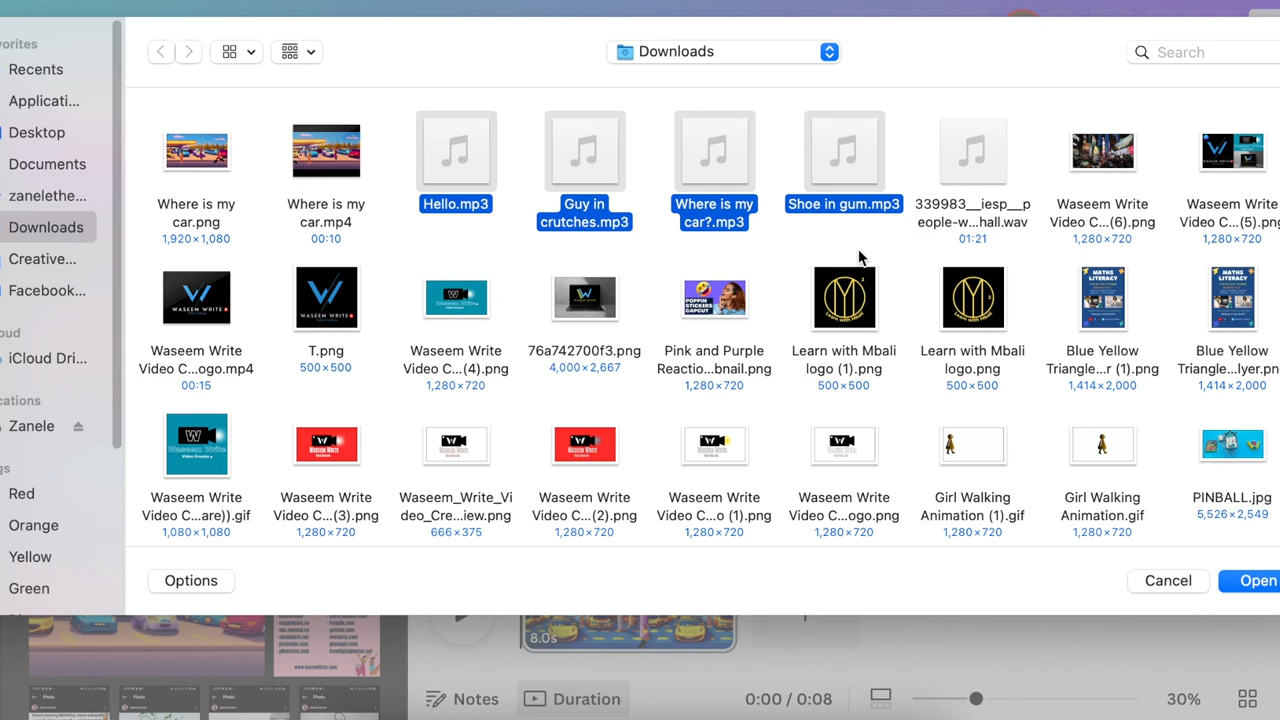 vorites
Recents
Applicati...
Desktop
Documents
zanelethe...
Downloads
Creative...
Facebook...
oud
iCloud Dri...
cations
Zanele
gs
Red
Orange
Yellow
Green
Downloads
Search
Where is my
car.png
1,920×1,080
Where is my
car.mp4
00:10
Hello.mp3
Guy in
crutches.mp3
Where is my
car?.mp3
Shoe in gum.mp3
339983__iesp__p
eople-w...hall.wav
01:21
Waseem Write
Video C...(6).png
1,280×720
Waseem Write
Video C...(5).png
1,280×720
Waseem Write
Video C...ogo.mp4
00:15
T.png
500×500
Waseem Write
Video C...(4).png
1,280×720
76a742700f3.png
4,000×2,667
Pink and Purple
Reactio...bnail.png
1,280×720
Learn with Mbali
logo (1).png
500×500
Learn with Mbali
logo.png
500×500
Blue Yellow
Triangle...r (1).png
1,414×2,000
Blue Yellow
Triangle...lyer.pn
1,414×2,000
Waseem Write
Video C...are)).gif
1,080×1,080
Waseem Write
Video C...(3).png
1,280×720
Waseem_Write_Vi
deo_Cre...iew.png
666×375
Waseem Write
Video C...(2).png
1,280×720
Waseem Write
Video C...o (1).png
1,280×720
Waseem Write
Video C...ogo.png
1,280×720
Girl Walking
Animation (1).gif
1,280×720
Girl Walking
Animation.gif
1,280×720
PINBALL.jpg
5,526×2,549
Options
Cancel
Open
8.0s
Notes
Duration
0:00 / 0:08
30%